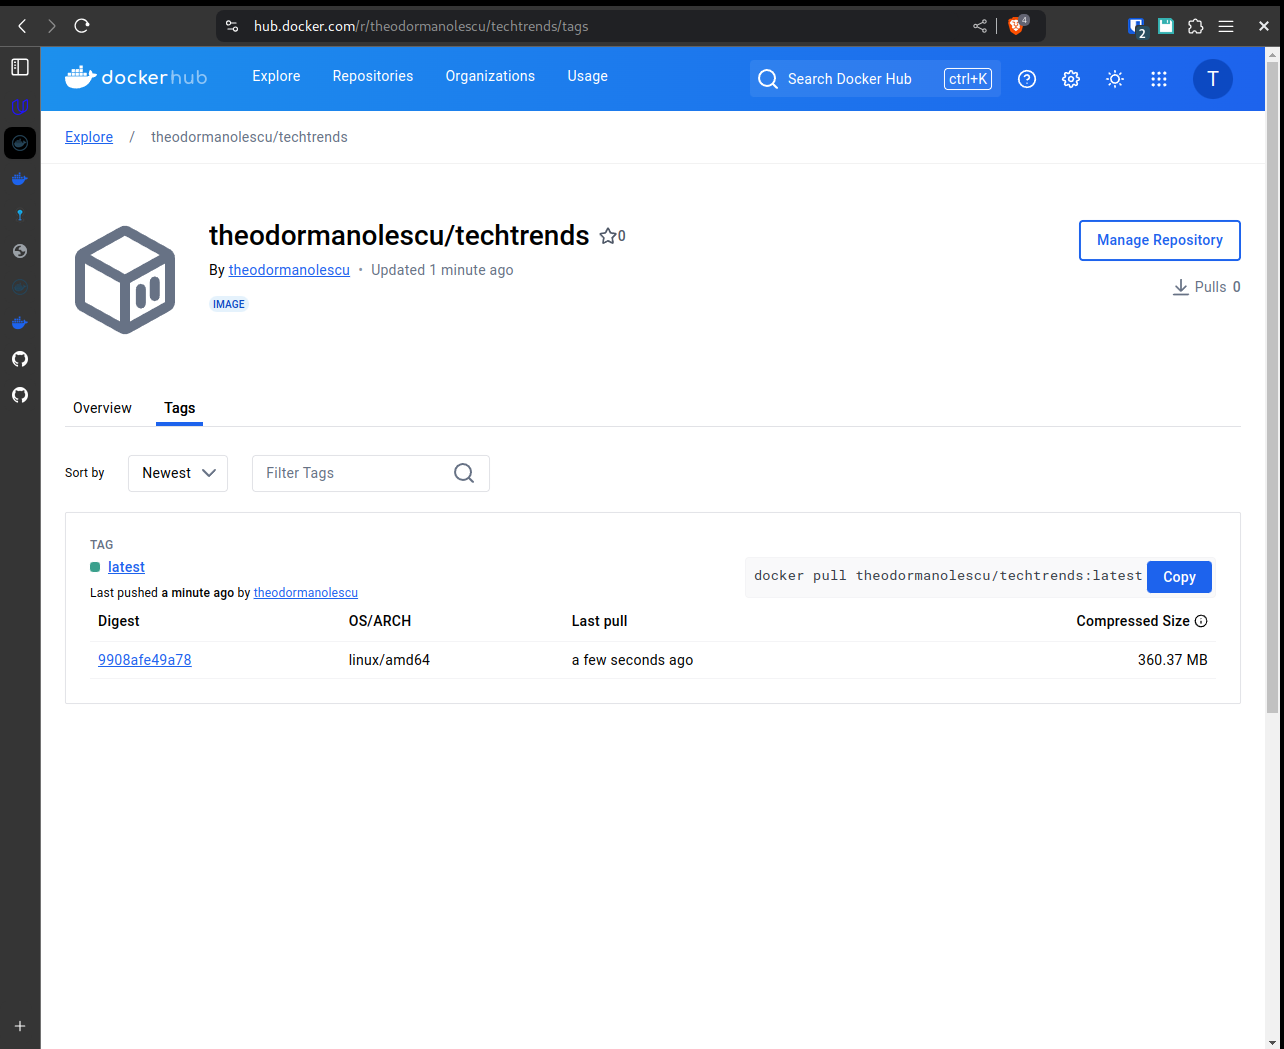 hub.docker.com/r/theodormanolescu/techtrends/tags
4
2
dockerhub
Explore
Repositories
Organizations
Usage
Search Docker Hub
ctrl+K
T
Explore / theodormanolescu/techtrends
theodormanolescu/techtrends
0
Manage Repository
By theodormanolescu • Updated 1 minute ago
Pulls 0
IMAGE
Overview
Tags
Sort by
Newest
Filter Tags
TAG
latest
docker pull theodormanolescu/techtrends:latest
Copy
Last pushed a minute ago by theodormanolescu
Digest OS/ARCH Last pull Compressed Size
9908afe49a78 linux/amd64 a few seconds ago 360.37 MB